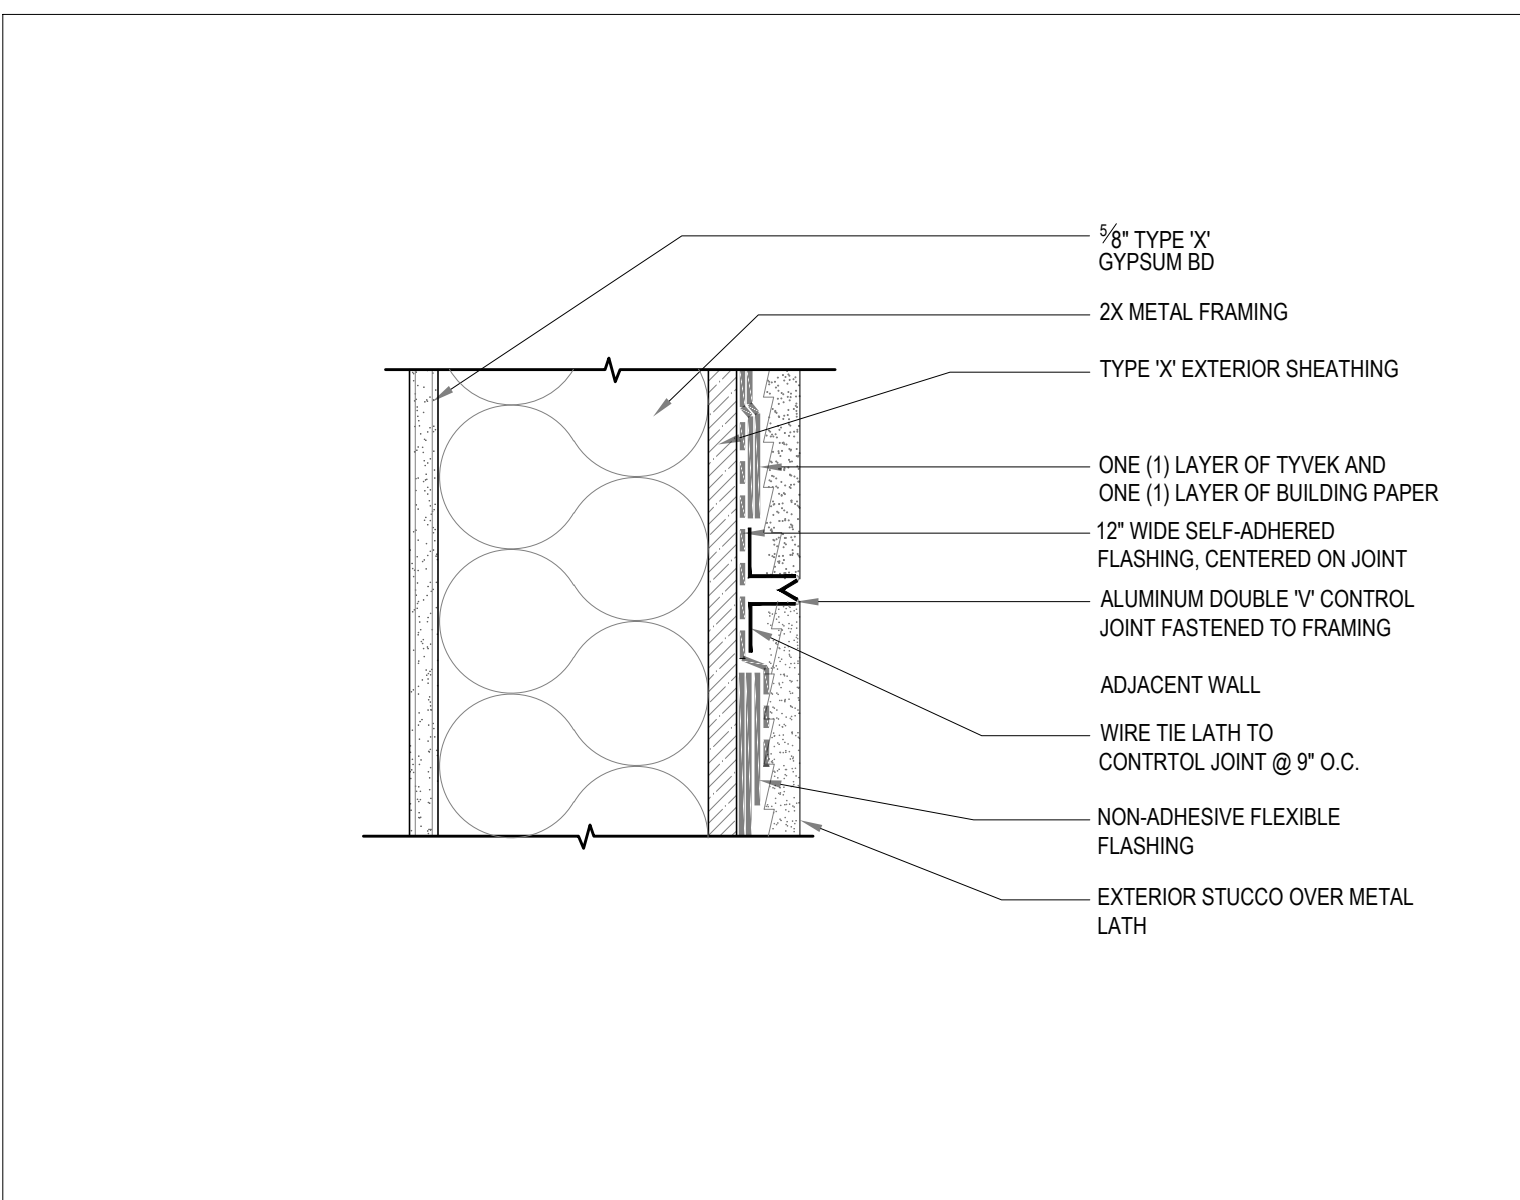 5/8" TYPE 'X'
GYPSUM BD
2X METAL FRAMING
TYPE 'X' EXTERIOR SHEATHING
ONE (1) LAYER OF TYVEK AND
ONE (1) LAYER OF BUILDING PAPER
12" WIDE SELF-ADHERED
FLASHING, CENTERED ON JOINT
ALUMINUM DOUBLE 'V' CONTROL
JOINT FASTENED TO FRAMING
ADJACENT WALL
WIRE TIE LATH TO
CONTRTOL JOINT @ 9" O.C.
NON-ADHESIVE FLEXIBLE
FLASHING
EXTERIOR STUCCO OVER METAL
LATH